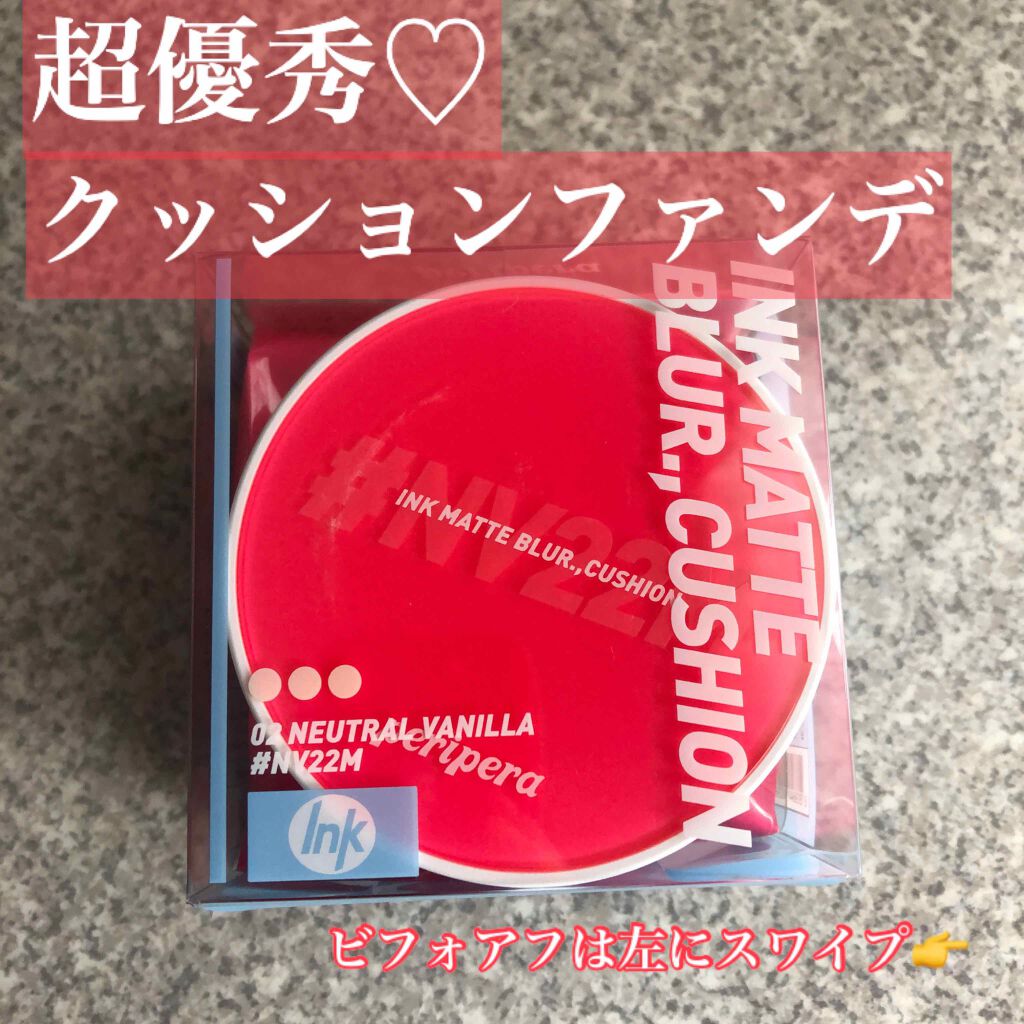 超優秀♡
クッションファンデ
INK MATTE
BLUR.,CUSHION
INK MATTE BLUR.,CUSHION
02 NEUTRAL VANILLA
#NV22M
peripera
Ink
ビフォアフは左にスワイプ👉